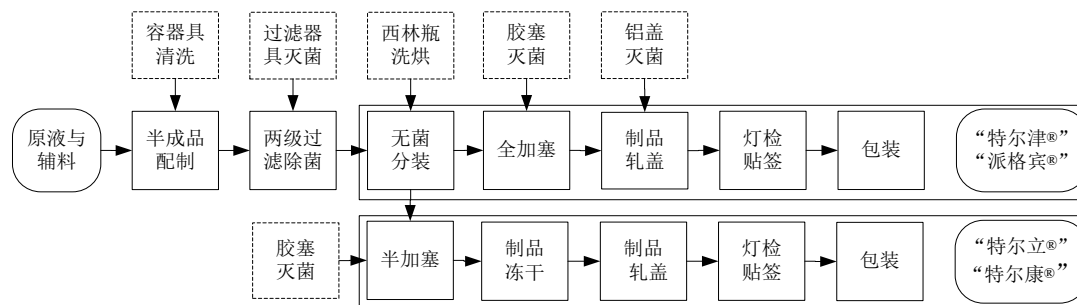 容器具
清洗
过滤器
具灭菌
西林瓶
洗烘
胶塞
灭菌
铝盖
灭菌
原液与
辅料
半成品
配制
两级过
滤除菌
无菌
分装
全加塞
制品
轧盖
灯检
贴签
包装
“特尔津®”
“派格宾®”
胶塞
灭菌
半加塞
制品
冻干
制品
轧盖
灯检
贴签
包装
“特尔立®”
“特尔康®”